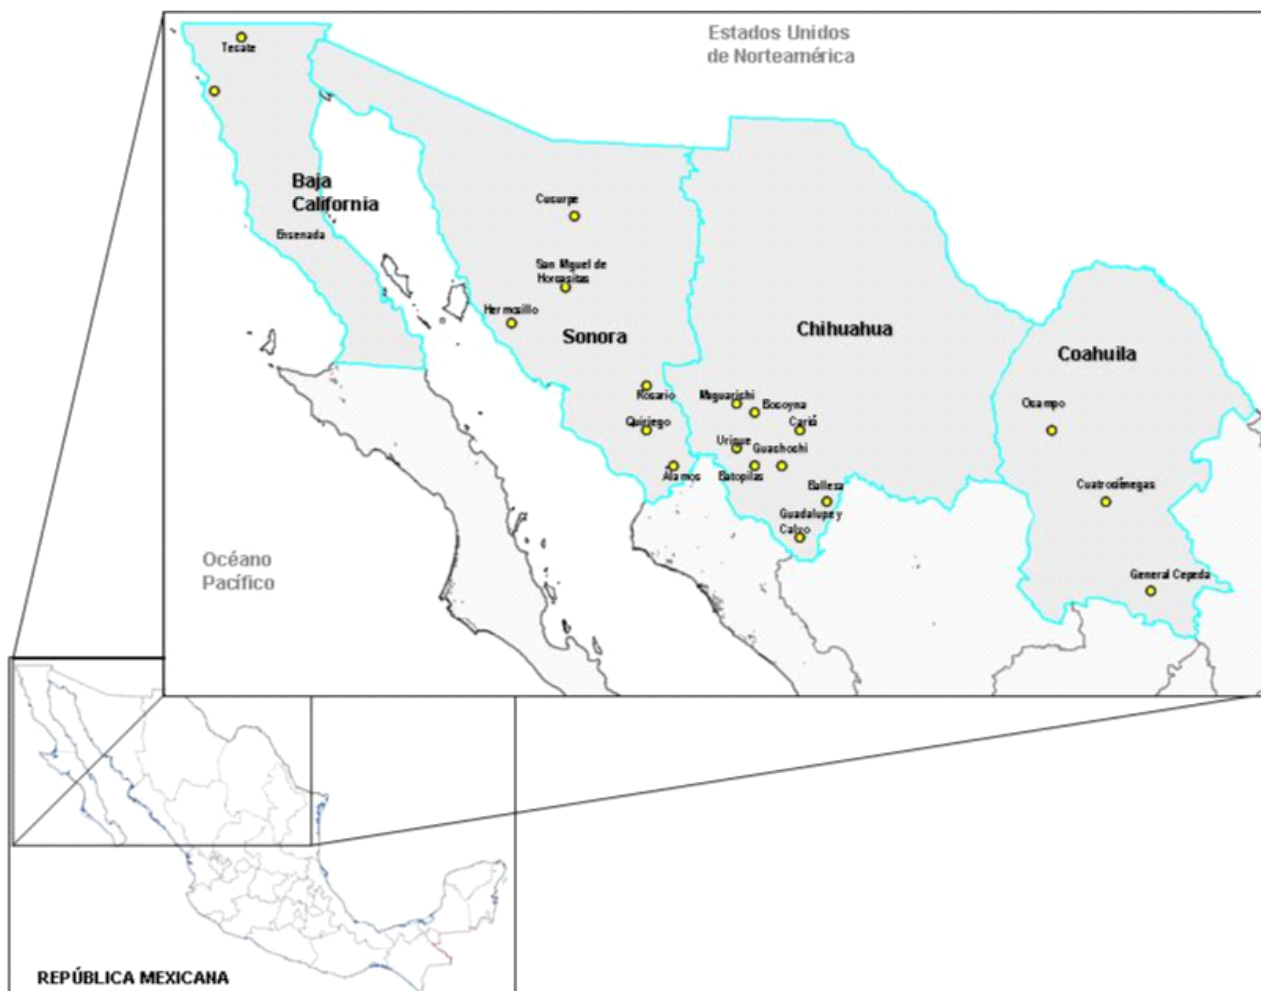 Estados Unidos
de Norteamérica
Tecate
Baja
California
Ensenada
Cucurpe
San Miguel de
Horcasitas
Hermosillo
Sonora
Chihuahua
Coahuila
Rosario
Quiriego
Álamos
Maguarichi
Bocoyna
Carichí
Urique
Guachochi
Batopilas
Balleza
Guadalupe y
Calvo
Ocampo
Cuatrociénegas
General Cepeda
Océano
Pacífico
REPÚBLICA MEXICANA